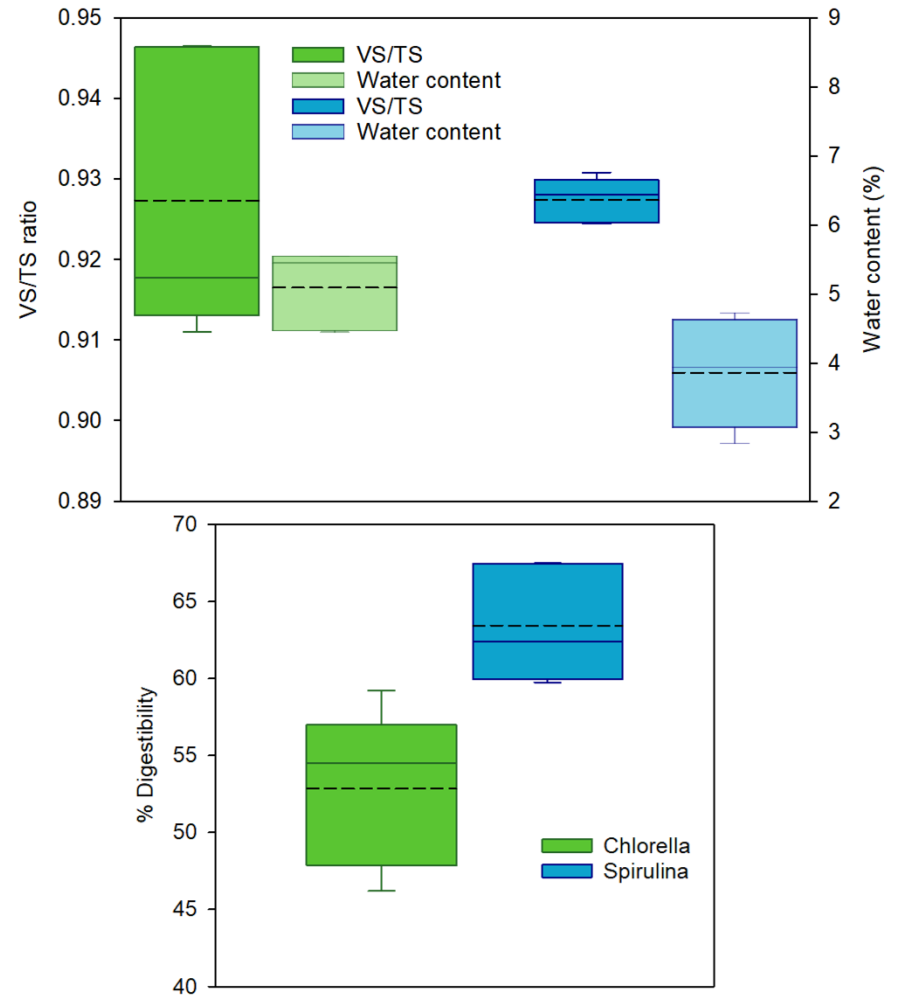 0.95
0.94
0.93
0.92
0.91
0.90
0.89
VS/TS ratio
VS/TS
Water content
VS/TS
Water content
9
8
7
6
5
4
3
2
Water content (%)
70
65
60
55
50
45
40
% Digestibility
Chlorella
Spirulina